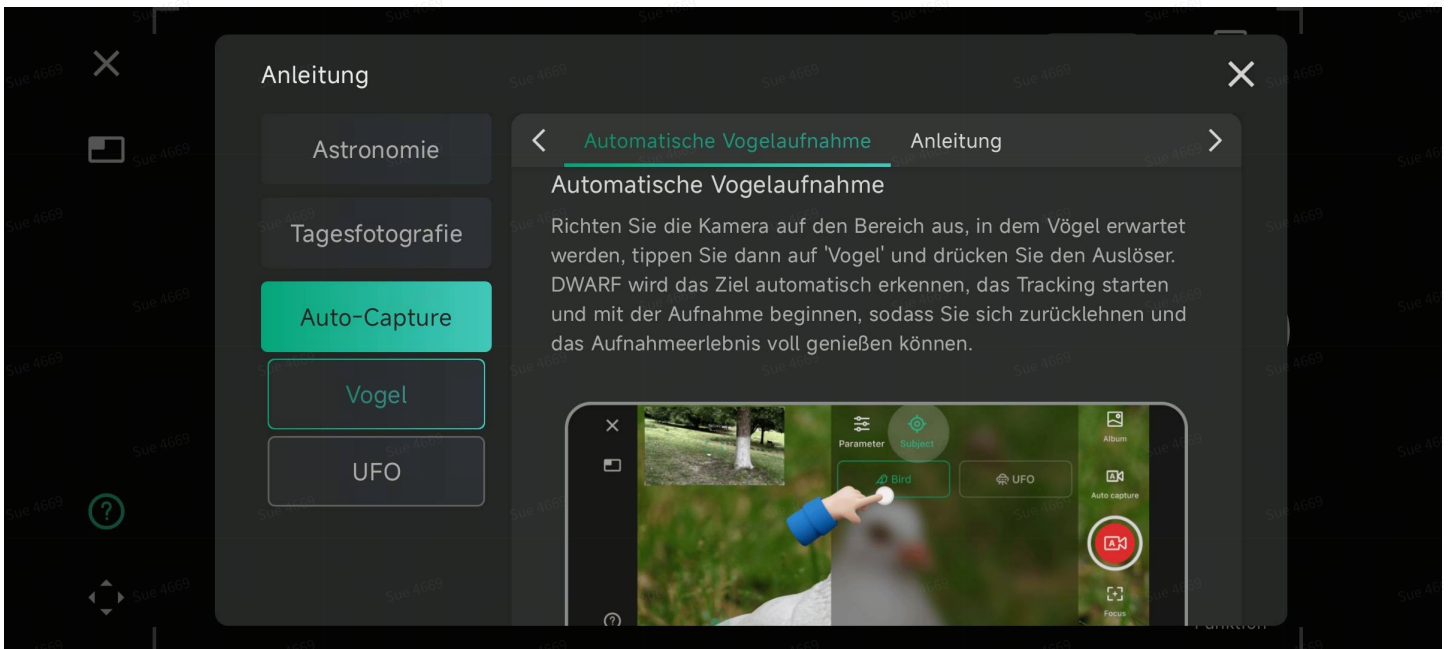 Anleitung
Astronomie
Tagesfotografie
Auto-Capture
Vogel
UFO
Automatische Vogelaufnahme
Anleitung
Automatische Vogelaufnahme
Richten Sie die Kamera auf den Bereich aus, in dem Vögel erwartet
werden, tippen Sie dann auf 'Vogel' und drücken Sie den Auslöser.
DWARF wird das Ziel automatisch erkennen, das Tracking starten
und mit der Aufnahme beginnen, sodass Sie sich zurücklehnen und
das Aufnahmeerlebnis voll genießen können.
Parameter
Subject
Bird
UFO
Album
Auto capture
Focus
Funktion
Sue 4669